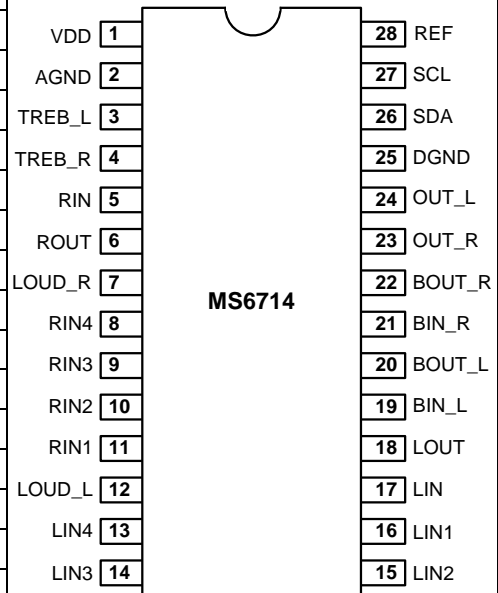 VDD 1 28 REF
AGND 2 27 SCL
TREB_L 3 26 SDA
TREB_R 4 25 DGND
RIN 5 24 OUT_L
ROUT 6 23 OUT_R
LOUD_R 7 22 BOUT_R
MS6714
RIN4 8 21 BIN_R
RIN3 9 20 BOUT_L
RIN2 10 19 BIN_L
RIN1 11 18 LOUT
LOUD_L 12 17 LIN
LIN4 13 16 LIN1
LIN3 14 15 LIN2